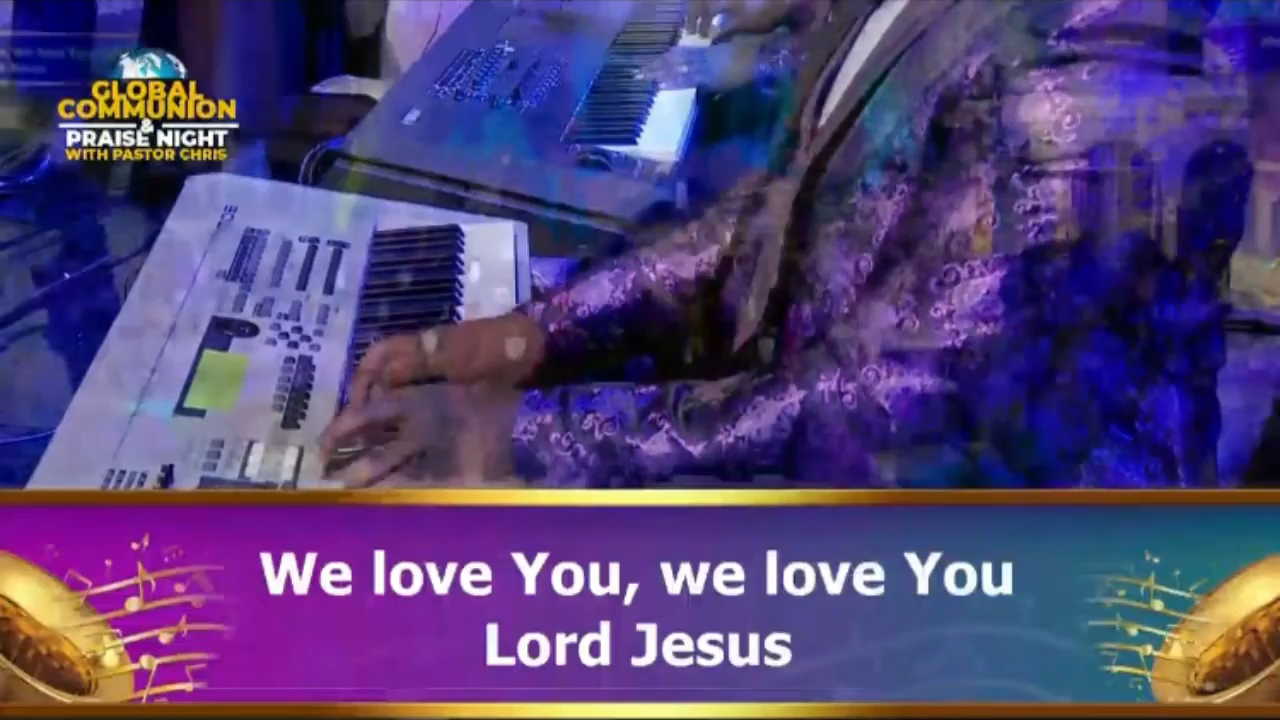 GLOBAL
COMMUNION
&
PRAISE NIGHT
WITH PASTOR CHRIS
We love You, we love You
Lord Jesus